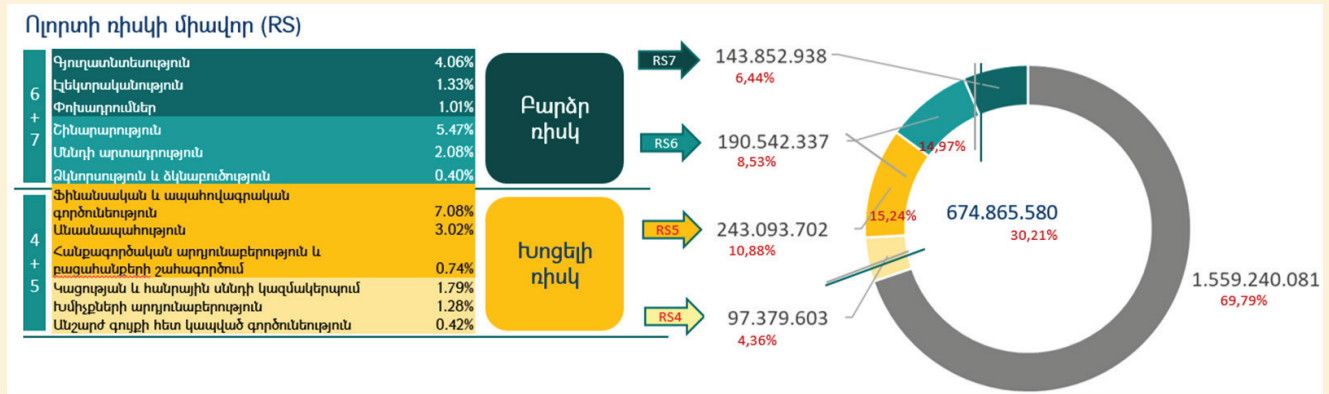 Ոլորտի ռիսկի միավոր (RS)
6
+
7
Գյուղատնտեսություն 4.06%
Էլեկտրականություն 1.33%
Փոխադրումներ 1.01%
Շինարարություն 5.47%
Սննդի արտադրություն 2.08%
Ձկնորսություն և ձկնաբուծություն 0.40%
Բարձր
ռիսկ
4
+
5
Ֆինանսական և ապահովագրական
գործունեություն 7.08%
Անասնապահություն 3.02%
Հանքագործական արդյունաբերություն և
բացահանքերի շահագործում 0.74%
Կացության և հանրային սննդի կազմակերպում 1.79%
Խմիչքների արդյունաբերություն 1.28%
Անշարժ գույքի հետ կապված գործունեություն 0.42%
Խոցելի
ռիսկ
RS7 143.852.938
6,44%
RS6 190.542.337
8,53%
RS5 243.093.702
10,88%
RS4 97.379.603
4,36%
14,97%
15,24%
674.865.580
30,21%
1.559.240.081
69,79%